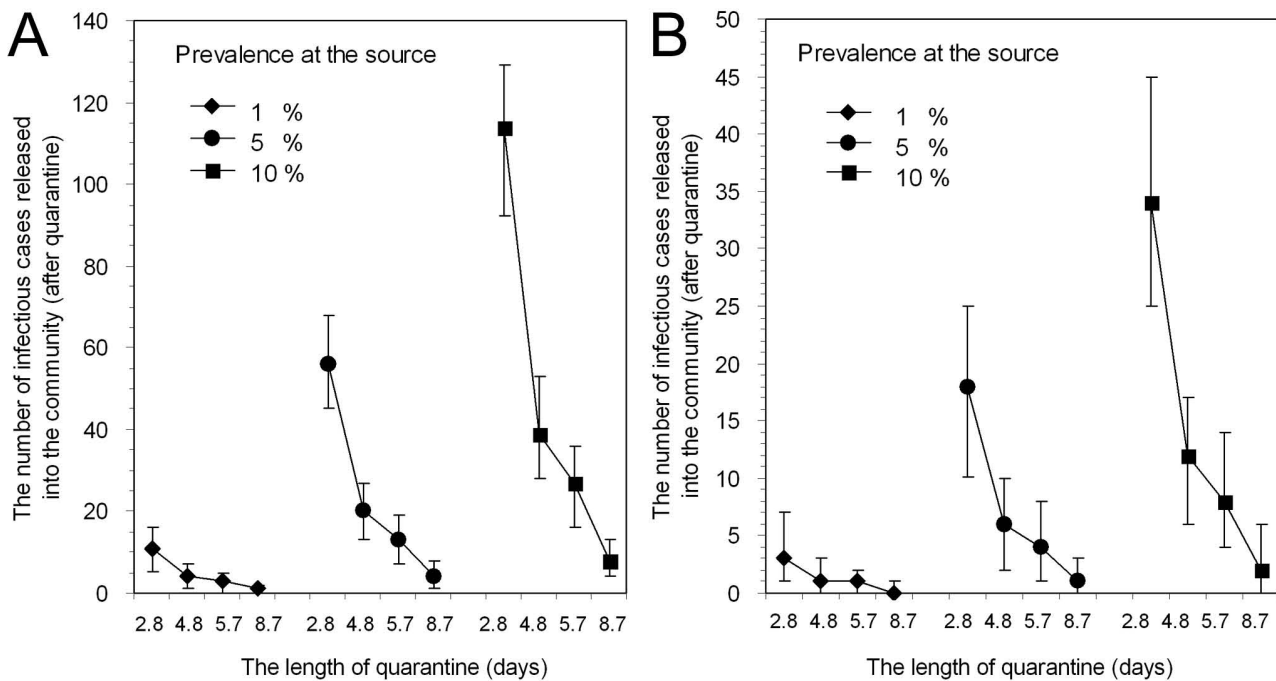 A
Prevalence at the source
1 %
5 %
10 %
140
120
100
80
60
40
20
0
The number of infectious cases released
into the community (after quarantine)
2.8 4.8 5.7 8.7 2.8 4.8 5.7 8.7 2.8 4.8 5.7 8.7
The length of quarantine (days)
B
Prevalence at the source
1 %
5 %
10 %
50
45
40
35
30
25
20
15
10
5
0
The number of infectious cases released
into the community (after quarantine)
2.8 4.8 5.7 8.7 2.8 4.8 5.7 8.7 2.8 4.8 5.7 8.7
The length of quarantine (days)